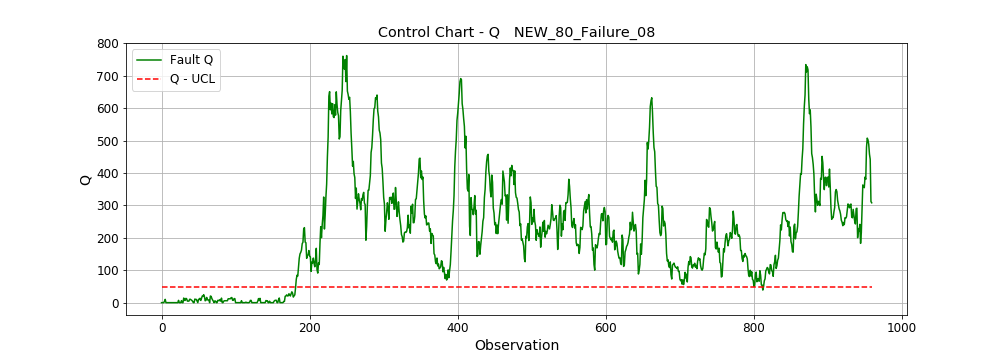 Control Chart - Q   NEW_80_Failure_08
800
700
600
500
400
300
200
100
0
Q
Fault Q
Q - UCL
0 200 400 600 800 1000
Observation